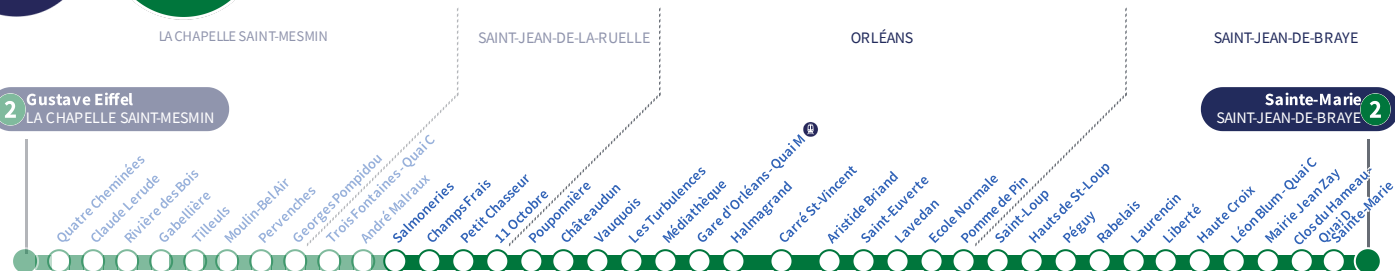 LA CHAPELLE SAINT-MESMIN
SAINT-JEAN-DE-LA-RUELLE
ORLÉANS
SAINT-JEAN-DE-BRAYE
2
Gustave Eiffel
LA CHAPELLE SAINT-MESMIN
Sainte-Marie
SAINT-JEAN-DE-BRAYE
2
Quatre Cheminées
Claude Lerude
Rivière des Bois
Gabellière
Tilleuls
Moulin-Bel Air
Pervenches
Georges Pompidou
Trois Fontaines - Quai C
André Malraux
Salmoneries
Champs Frais
Petit Chasseur
11 Octobre
Pouponnière
Châteaudun
Vauquois
Les Turbulences
Médiathèque
Gare d'Orléans - Quai M
Halmagrand
Carré St-Vincent
Aristide Briand
Saint-Euverte
Lavedan
Ecole Normale
Pomme de Pin
Saint-Loup
Hauts de St-Loup
Péguy
Rabelais
Laurencin
Liberté
Haute Croix
Léon Blum - Quai C
Mairie Jean Zay
Clos du Hameau -
Quai D
Sainte-Marie